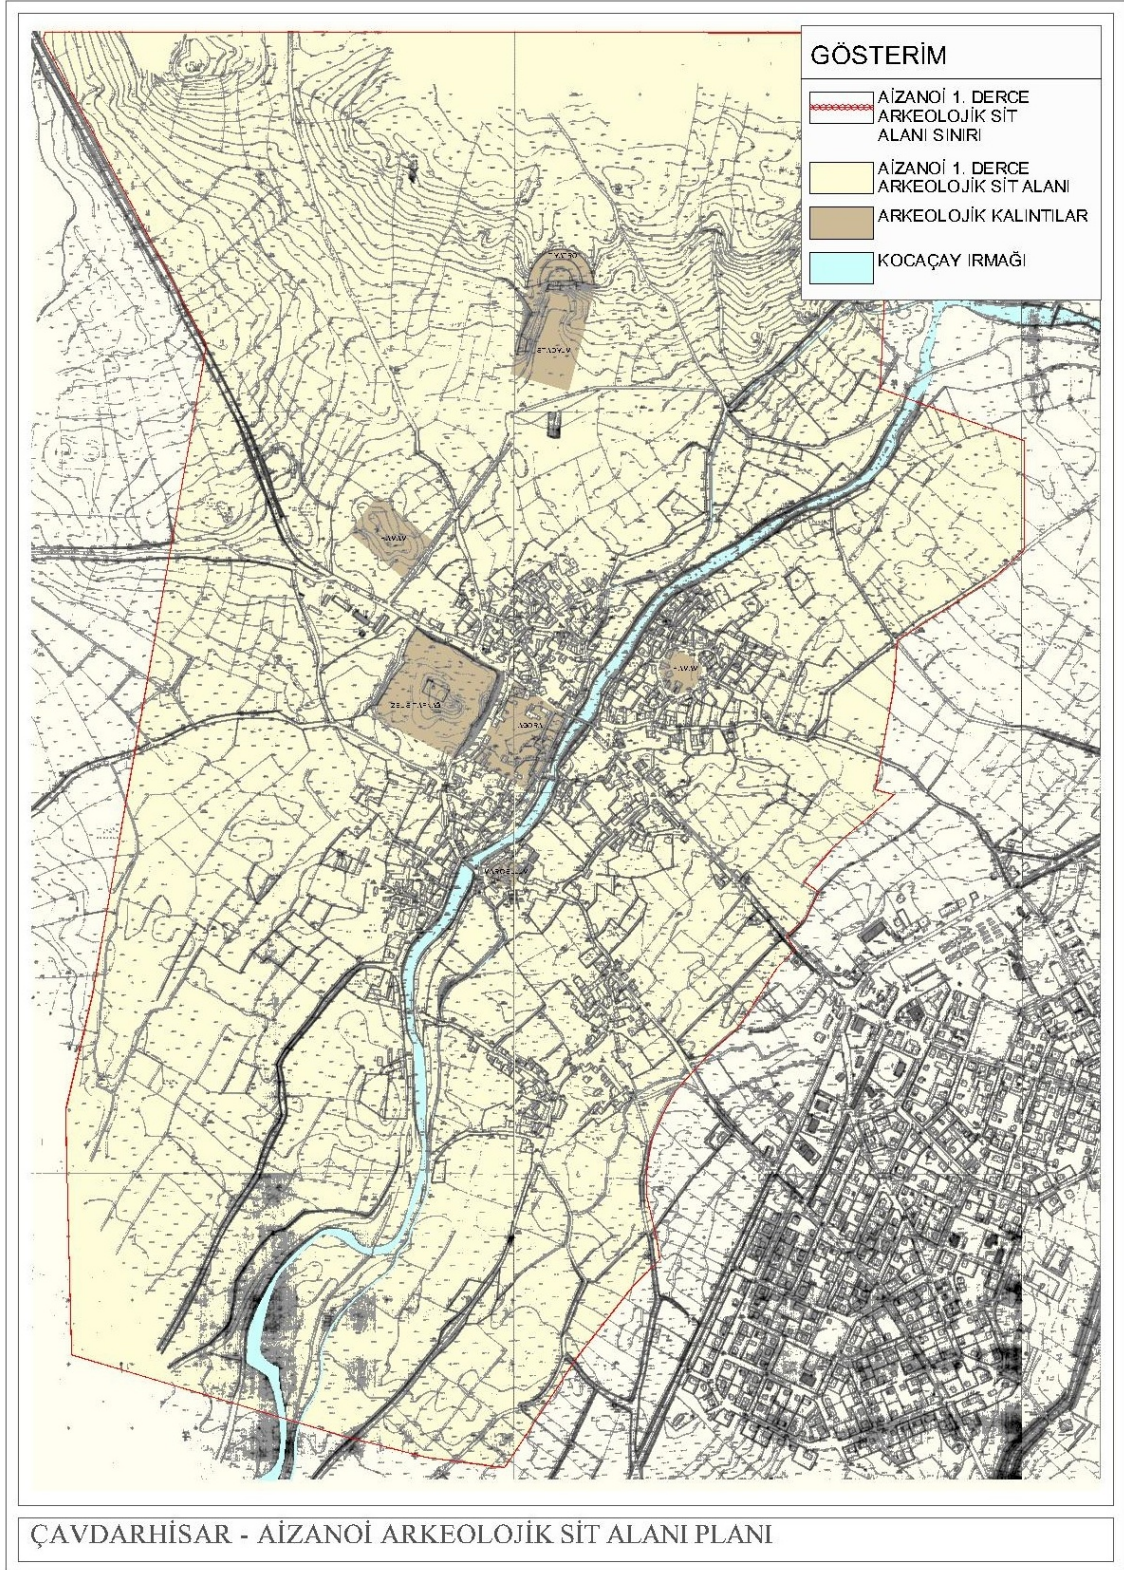 GÖSTERİM
AİZANOİ 1. DERCE
ARKEOLOJİK SİT
ALANI SINIRI
AİZANOİ 1. DERCE
ARKEOLOJİK SİT ALANI
ARKEOLOJİK KALINTILAR
KOCAÇAY IRMAĞI
AGORA
ÇAVDARHİSAR - AİZANOİ ARKEOLOJİK SİT ALANI PLANI